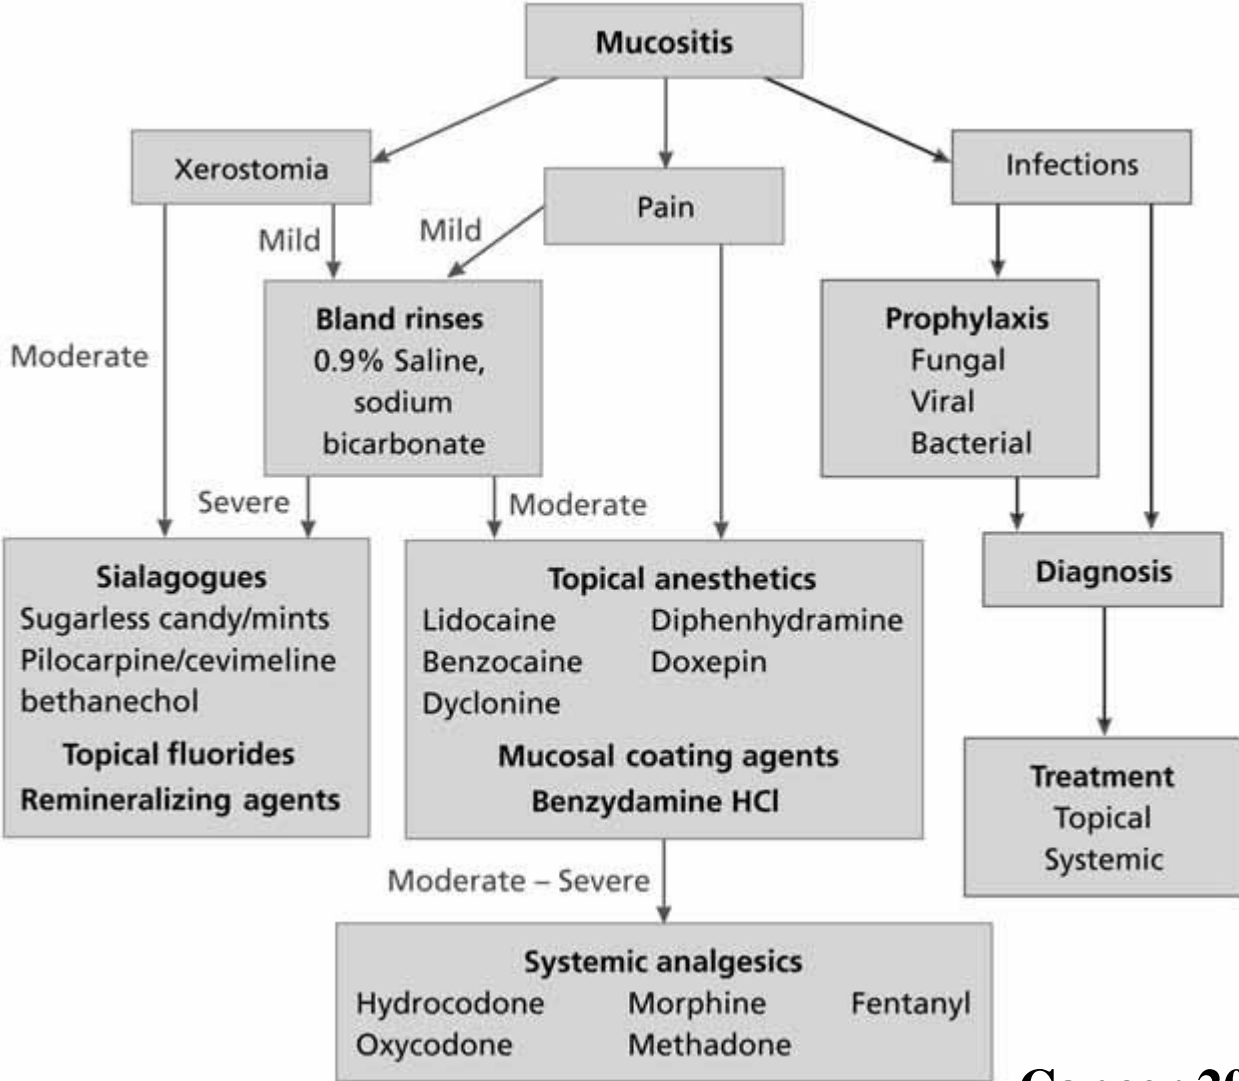 Mucositis
Xerostomia
Pain
Infections
Mild
Mild
Moderate
Bland rinses
0.9% Saline,
sodium
bicarbonate
Prophylaxis
Fungal
Viral
Bacterial
Severe
Moderate
Sialagogues
Sugarless candy/mints
Pilocarpine/cevimeline
bethanechol
Topical fluorides
Remineralizing agents
Topical anesthetics
Lidocaine Diphenhydramine
Benzocaine Doxepin
Dyclonine
Mucosal coating agents
Benzydamine HCl
Diagnosis
Treatment
Topical
Systemic
Moderate – Severe
Systemic analgesics
Hydrocodone Morphine Fentanyl
Oxycodone Methadone